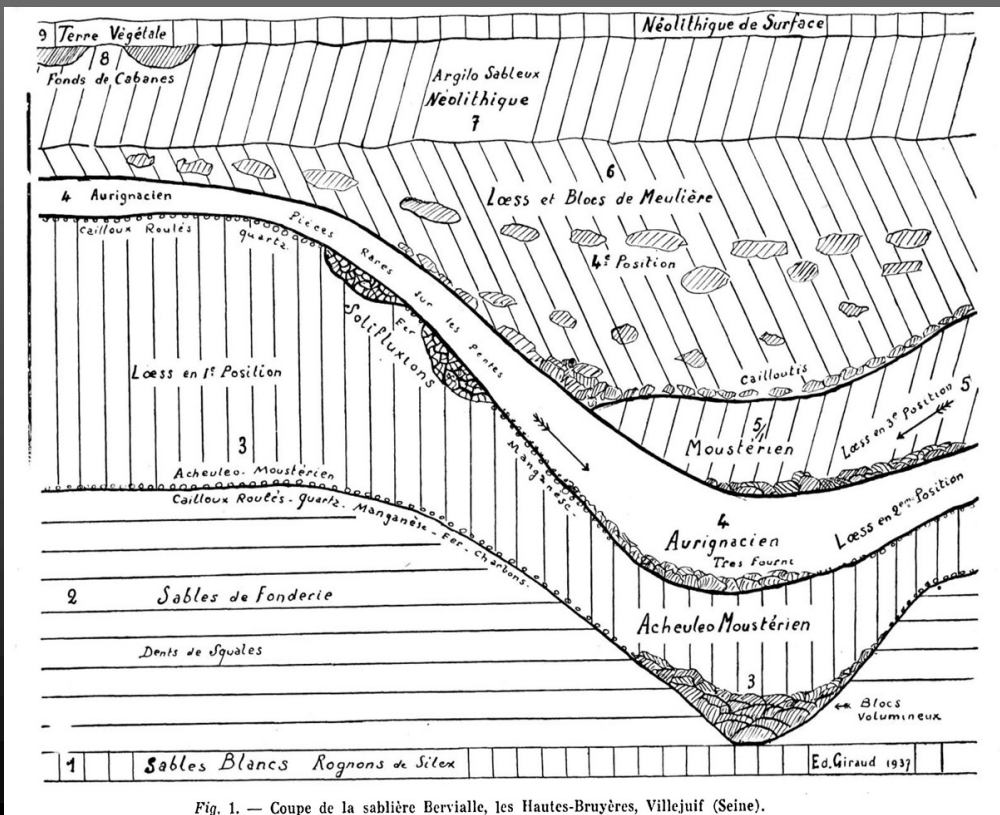 9 Terre Végétale
Néolithique de Surface
8
Fonds de Cabanes
Argilo Sableux
Néolithique
7
6
Lœss et Blocs de Meulière
4e Position
4 Aurignacien
Cailloux Roulés
quartz.
Pièces Rares sur les Pentes
Solifluxions
Fer
Manganèse.
Cailloutis
5
5
Moustérien
Lœss en 3e Position
Lœss en 1e Position
3
Acheuleo-Moustérien
Cailloux Roulés-quartz-Manganèse-Fer-Charbons.
4
Aurignacien
Tres Fourni
Lœss en 2em Position
2 Sables de Fonderie
Dents de Squales
Acheuleo Moustérien
3
Blocs
Volumineux
1 Sables Blancs Rognons de Silex
Ed. Giraud 1937
Fig. 1. — Coupe de la sablière Bervialle, les Hautes-Bruyères, Villejuif (Seine).